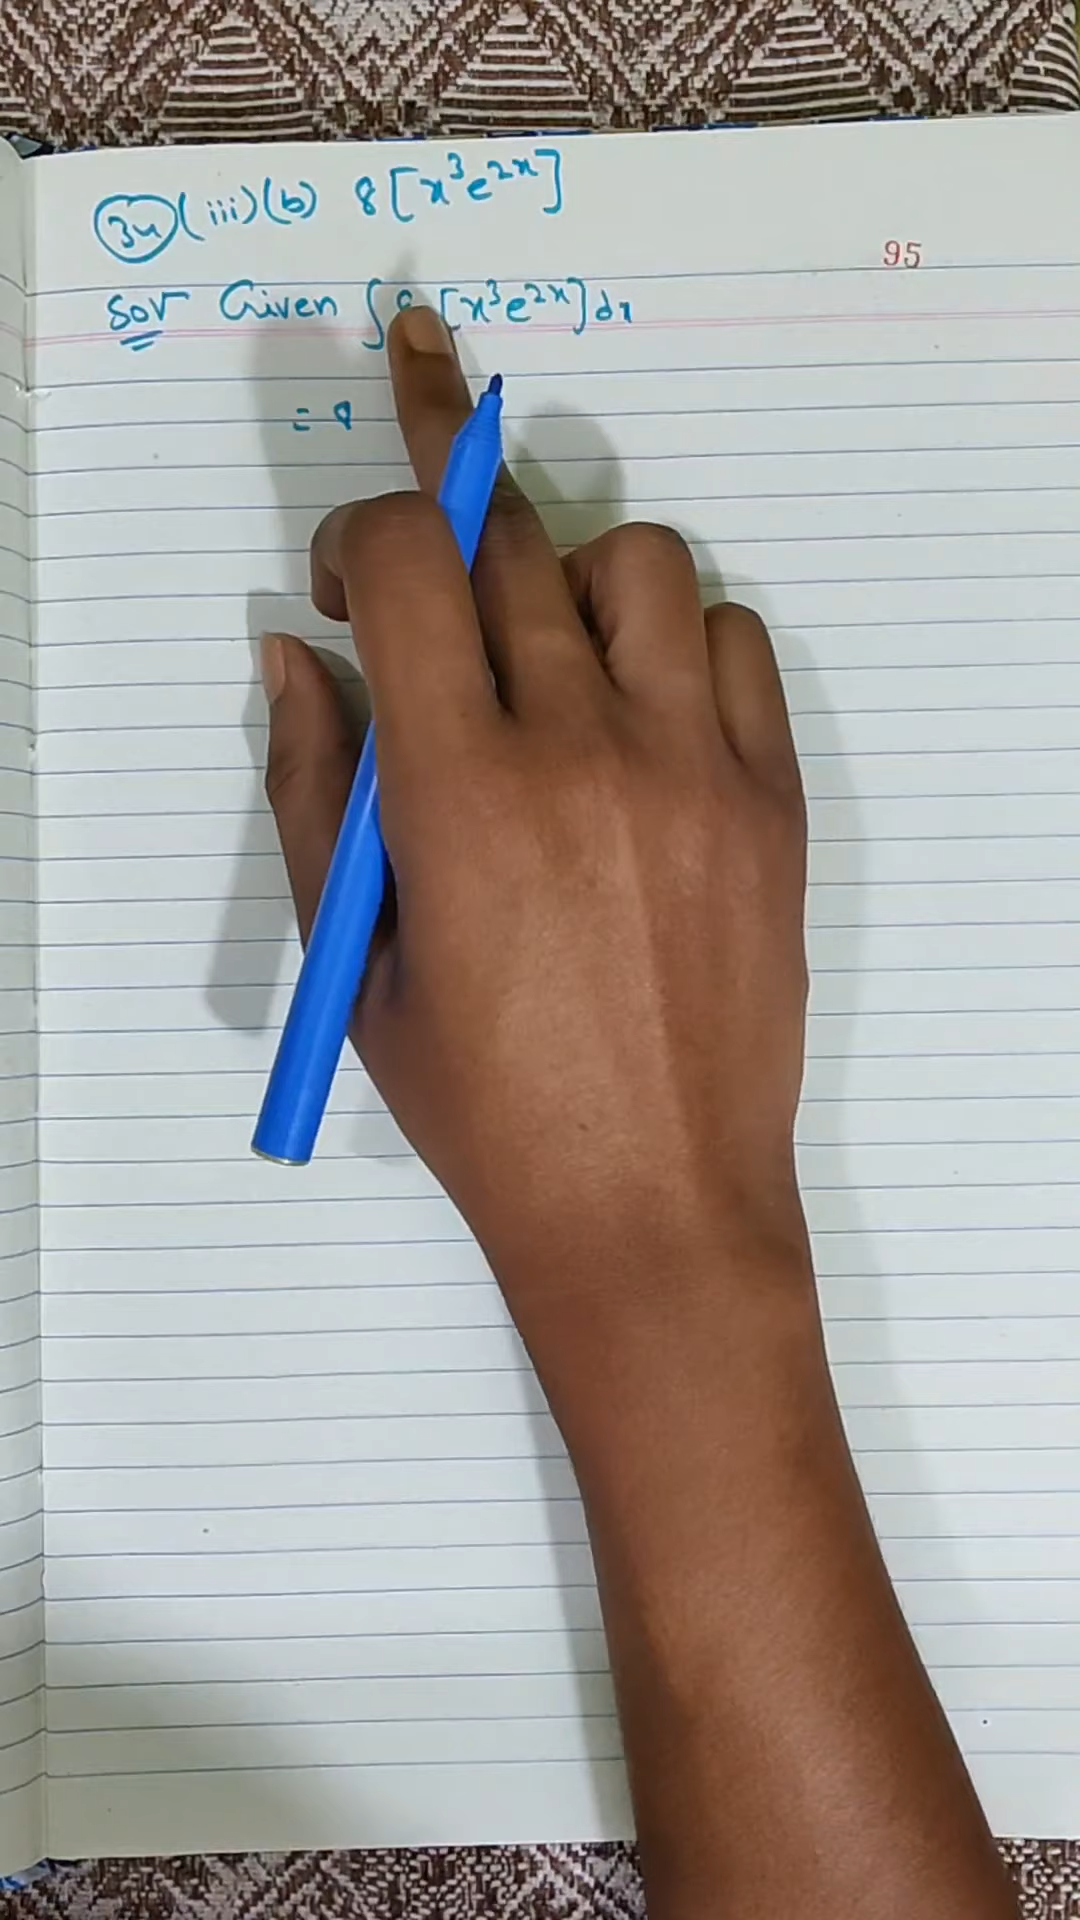 34 (iii)(b) 8[x³e²ˣ]
95
Sol Given ∫ 8 [x³e²ˣ] dx
= 8